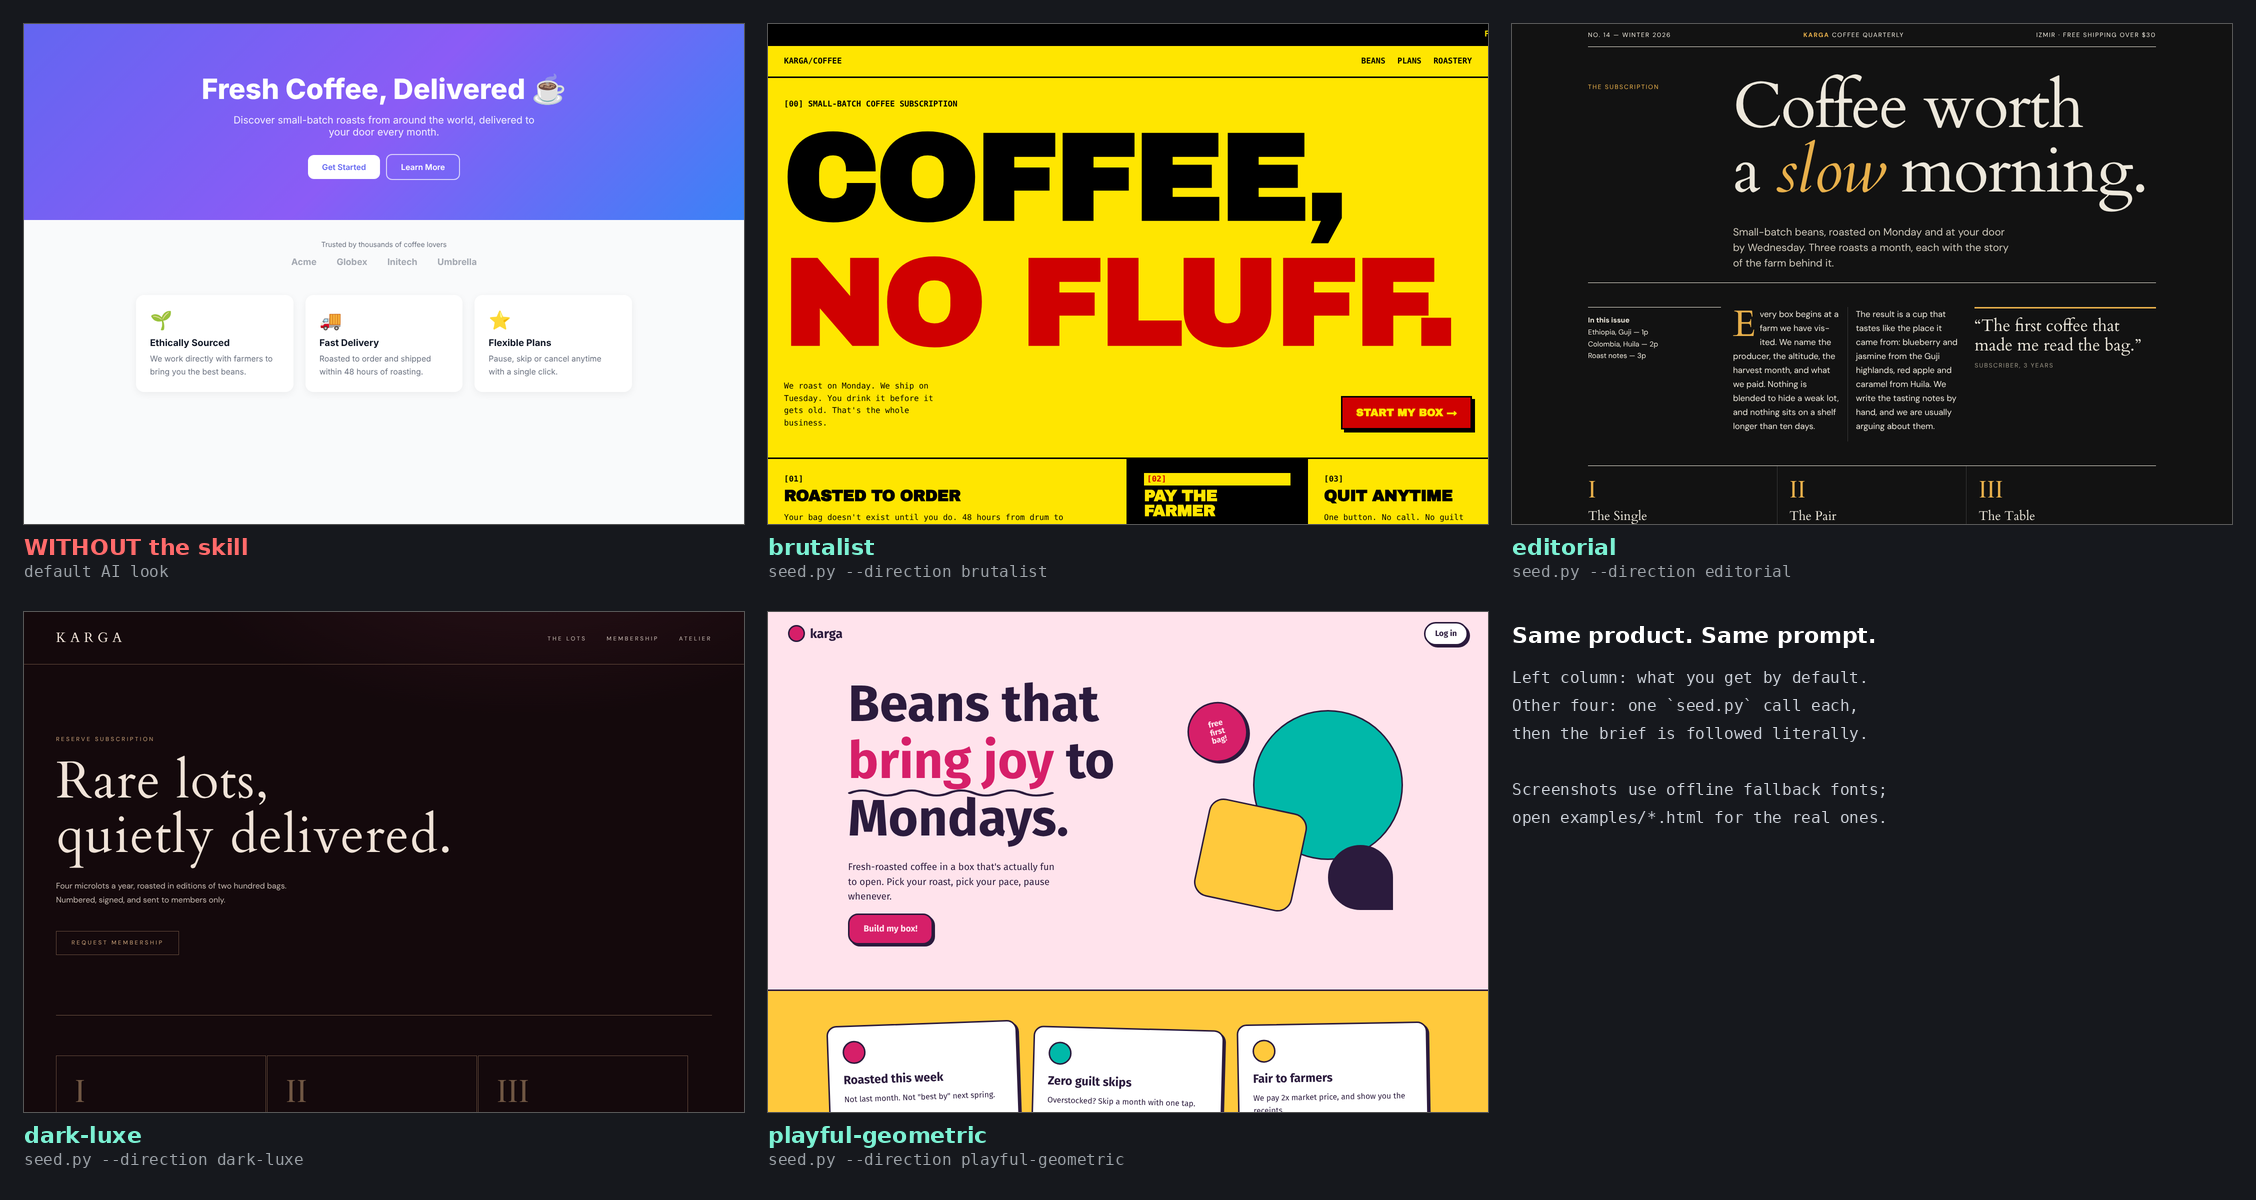 Fresh Coffee, Delivered ☕
Discover small-batch roasts from around the world, delivered to
your door every month.
Get Started
Learn More
Trusted by thousands of coffee lovers
Acme Globex Initech Umbrella
Ethically Sourced
We work directly with farmers to
bring you the best beans.
Fast Delivery
Roasted to order and shipped
within 48 hours of roasting.
Flexible Plans
Pause, skip or cancel anytime
with a single click.
WITHOUT the skill
default AI look
KARGA/COFFEE
BEANS PLANS ROASTERY
[00] SMALL-BATCH COFFEE SUBSCRIPTION
COFFEE,
NO FLUFF.
We roast on Monday. We ship on
Tuesday. You drink it before it
gets old. That's the whole
business.
START MY BOX →
[01]
ROASTED TO ORDER
Your bag doesn't exist until you do. 48 hours from drum to
[02]
PAY THE
FARMER
[03]
QUIT ANYTIME
One button. No call. No guilt
brutalist
seed.py --direction brutalist
NO. 14 — WINTER 2026
KARGA COFFEE QUARTERLY
IZMIR · FREE SHIPPING OVER $30
THE SUBSCRIPTION
Coffee worth
a slow morning.
Small-batch beans, roasted on Monday and at your door
by Wednesday. Three roasts a month, each with the story
of the farm behind it.
In this issue
Ethiopia, Guji — 1p
Colombia, Huila — 2p
Roast notes — 3p
Every box begins at a
farm we have vis-
ited. We name the
producer, the altitude, the
harvest month, and what
we paid. Nothing is
blended to hide a weak lot,
and nothing sits on a shelf
longer than ten days.
The result is a cup that
tastes like the place it
came from: blueberry and
jasmine from the Guji
highlands, red apple and
caramel from Huila. We
write the tasting notes by
hand, and we are usually
arguing about them.
“The first coffee that
made me read the bag.”
SUBSCRIBER, 3 YEARS
I
The Single
II
The Pair
III
The Table
editorial
seed.py --direction editorial
KARGA
THE LOTS MEMBERSHIP ATELIER
RESERVE SUBSCRIPTION
Rare lots,
quietly delivered.
Four microlots a year, roasted in editions of two hundred bags.
Numbered, signed, and sent to members only.
REQUEST MEMBERSHIP
I
II
III
dark-luxe
seed.py --direction dark-luxe
karga
Log in
Beans that
bring joy to
Mondays.
Fresh-roasted coffee in a box that's actually fun
to open. Pick your roast, pick your pace, pause
whenever.
Build my box!
free
first
bag!
Roasted this week
Not last month. Not "best by" next spring.
Zero guilt skips
Overstocked? Skip a month with one tap.
Fair to farmers
We pay 2x market price, and show you the
receipts
playful-geometric
seed.py --direction playful-geometric
Same product. Same prompt.
Left column: what you get by default.
Other four: one `seed.py` call each,
then the brief is followed literally.
Screenshots use offline fallback fonts;
open examples/*.html for the real ones.